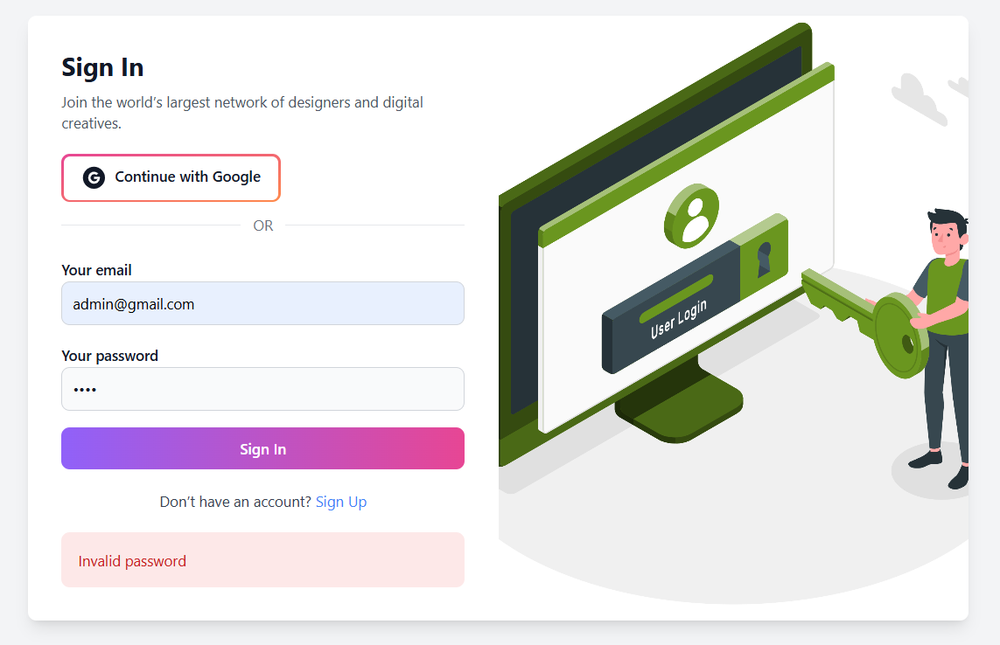 Sign In
Join the world’s largest network of designers and digital
creatives.
G Continue with Google
OR
Your email
admin@gmail.com
Your password
••••
Sign In
Don’t have an account? Sign Up
Invalid password
User Login